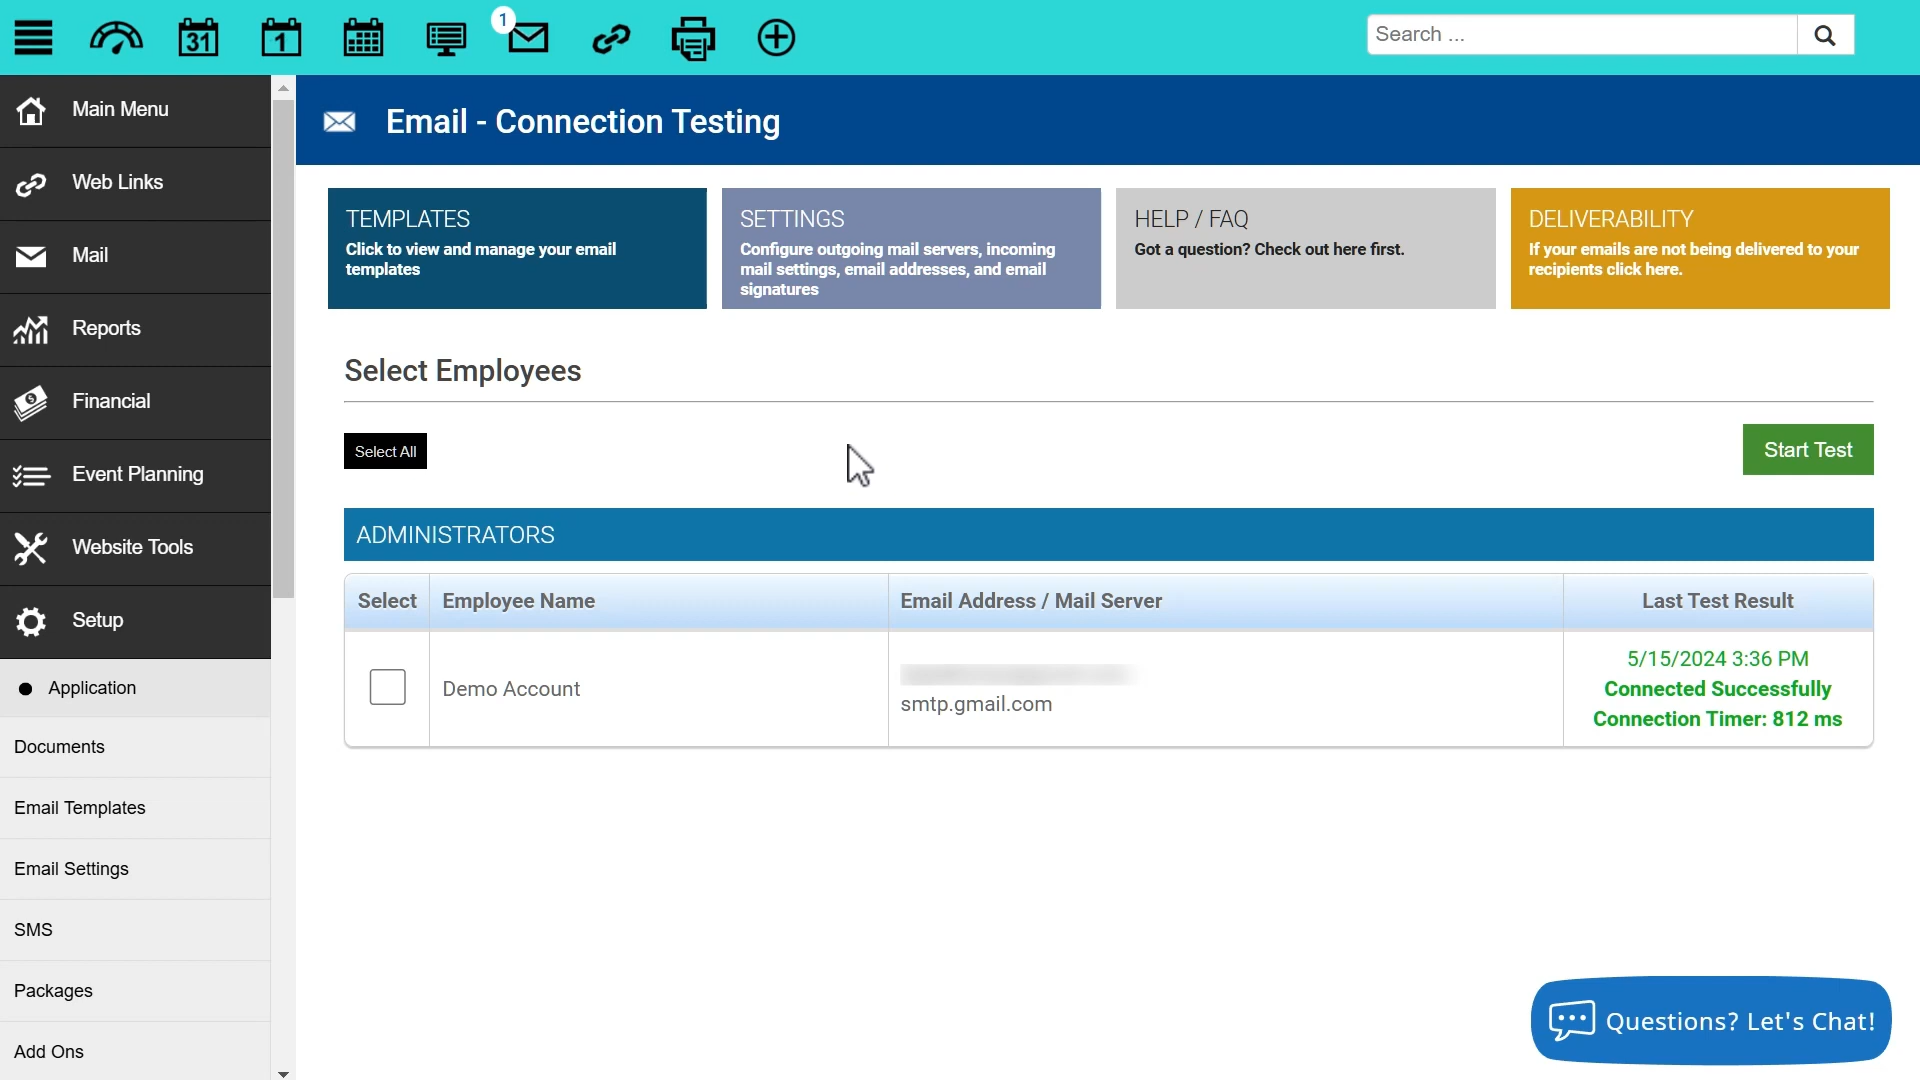 31
1
1
Search ...
Main Menu
Web Links
Mail
Reports
Financial
Event Planning
Website Tools
Setup
Application
Documents
Email Templates
Email Settings
SMS
Packages
Add Ons
Email - Connection Testing
TEMPLATES
Click to view and manage your email
templates
SETTINGS
Configure outgoing mail servers, incoming
mail settings, email addresses, and email
signatures
HELP / FAQ
Got a question? Check out here first.
DELIVERABILITY
If your emails are not being delivered to your
recipients click here.
Select Employees
Select All
Start Test
ADMINISTRATORS
Select
Employee Name
Email Address / Mail Server
Last Test Result
Demo Account
smtp.gmail.com
5/15/2024 3:36 PM
Connected Successfully
Connection Timer: 812 ms
Questions? Let's Chat!